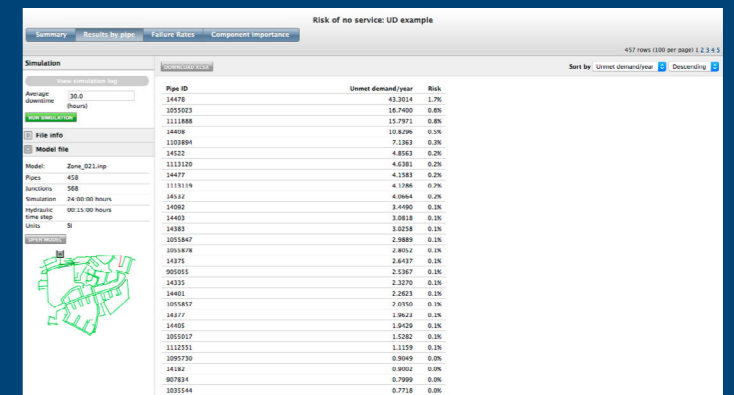 Risk of no service: UD example
Summary Results by pipe Failure Rates Component importance
457 rows (100 per page) 1 2 3 4 5
Simulation
DOWNLOAD XLSX
Sort by Unmet demand/year Descending
View simulation log
Average downtime 30.0 (hours)
RUN SIMULATION
File info
Model file
Model: Zone_021.inp
Pipes 458
Junctions 568
Simulation 24:00:00 hours
Hydraulic time step 00:15:00 hours
Units SI
OPEN MODEL
Pipe ID Unmet demand/year Risk
14478 43.3014 1.7%
1055023 16.7400 0.6%
1111888 15.7971 0.8%
14408 10.8296 0.5%
1103894 7.1363 0.3%
14522 4.8563 0.2%
1113120 4.6381 0.2%
14477 4.1583 0.2%
1113119 4.1286 0.2%
14532 4.0664 0.2%
14092 3.4490 0.1%
14403 3.0818 0.1%
14383 3.0258 0.1%
1055847 2.9889 0.1%
1055878 2.8052 0.1%
14375 2.6437 0.1%
905055 2.5367 0.1%
14335 2.3270 0.1%
14401 2.2623 0.1%
1055857 2.0350 0.1%
14377 1.9623 0.1%
14405 1.9429 0.1%
1055017 1.5282 0.1%
1112551 1.1159 0.1%
1095730 0.9049 0.0%
14182 0.9002 0.0%
907834 0.7999 0.0%
1035544 0.7718 0.0%